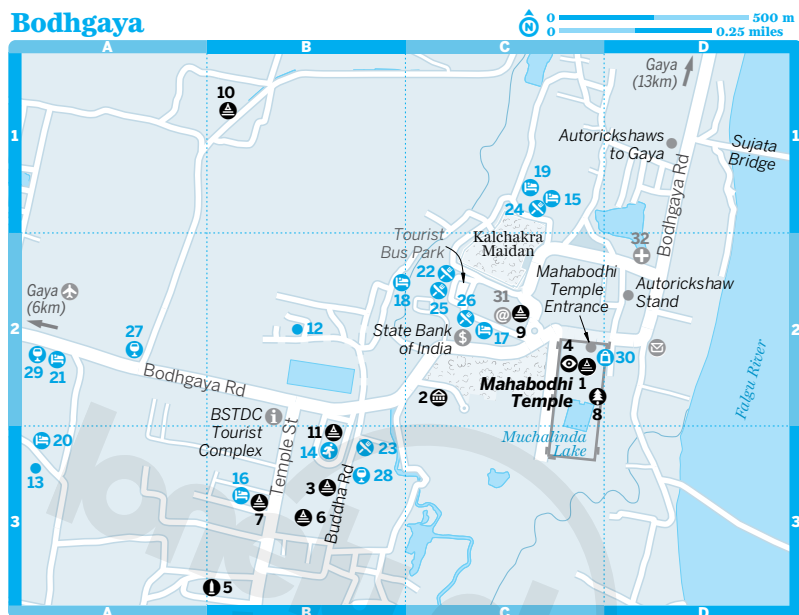 Bodhgaya
N
0
500 m
0
0.25 miles
A
B
C
D
Gaya
(13km)
10
1
1
Autorickshaws
to Gaya
Sujata
Bridge
Bodhgaya Rd
19
15
24
Tourist
Bus Park
Kalchakra
Maidan
32
22
Mahabodhi
Temple
Entrance
Gaya
(6km)
18
25
26
31
@
Autorickshaw
Stand
2
27
12
State Bank
of India
$
17
9
2
29
21
4
30
Bodhgaya Rd
Mahabodhi
Temple
1
8
Falgu River
2
BSTDC
Tourist
Complex
i
Temple St
11
14
23
Muchalinda
Lake
20
13
16
7
3
28
Buddha Rd
6
3
3
5
lonely
A
B
C
D